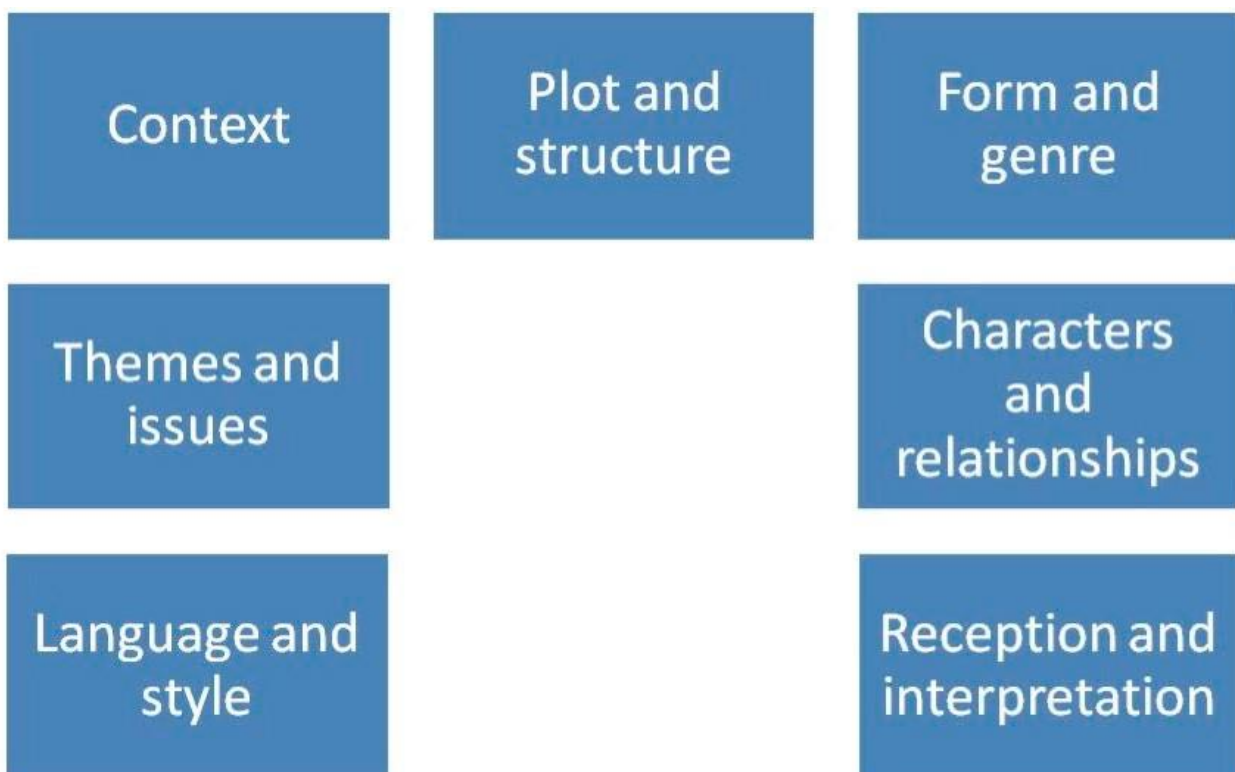 Context
Plot and
structure
Form and
genre
Themes and
issues
Characters
and
relationships
Language and
style
Reception and
interpretation